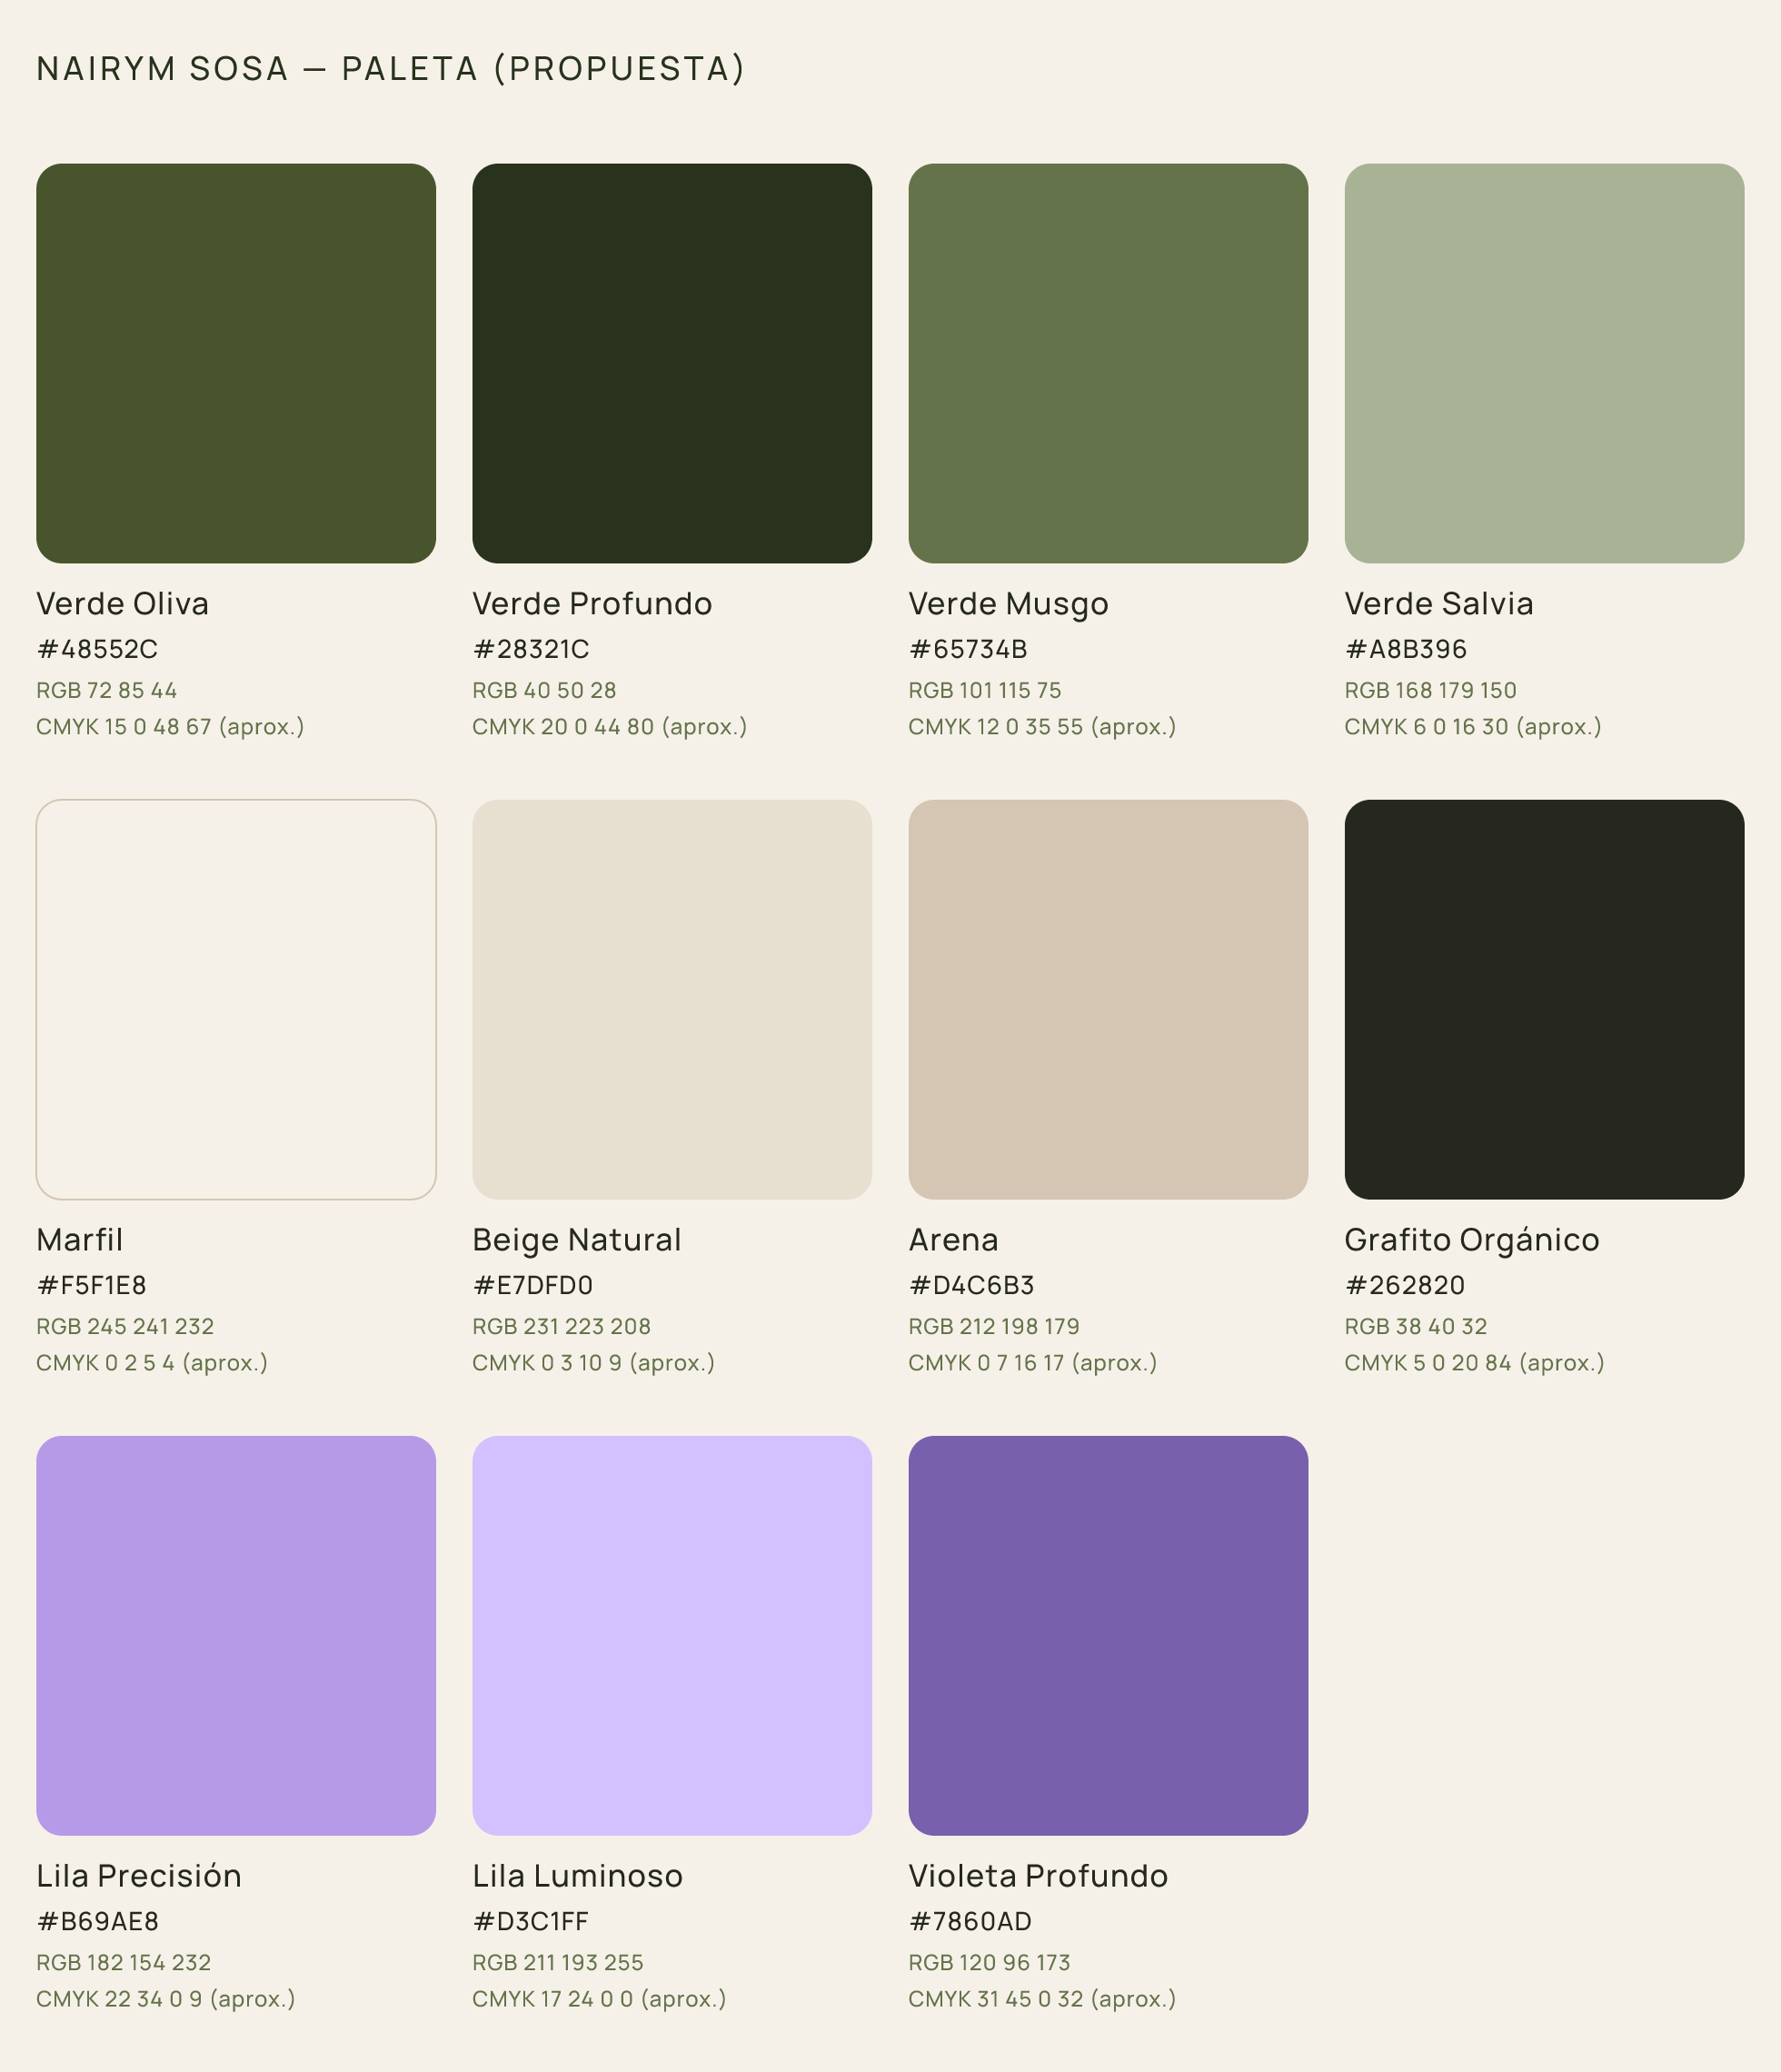 NAIRYM SOSA — PALETA (PROPUESTA)
Verde Oliva
#48552C
RGB 72 85 44
CMYK 15 0 48 67 (aprox.)
Verde Profundo
#28321C
RGB 40 50 28
CMYK 20 0 44 80 (aprox.)
Verde Musgo
#65734B
RGB 101 115 75
CMYK 12 0 35 55 (aprox.)
Verde Salvia
#A8B396
RGB 168 179 150
CMYK 6 0 16 30 (aprox.)
Marfil
#F5F1E8
RGB 245 241 232
CMYK 0 2 5 4 (aprox.)
Beige Natural
#E7DFD0
RGB 231 223 208
CMYK 0 3 10 9 (aprox.)
Arena
#D4C6B3
RGB 212 198 179
CMYK 0 7 16 17 (aprox.)
Grafito Orgánico
#262820
RGB 38 40 32
CMYK 5 0 20 84 (aprox.)
Lila Precisión
#B69AE8
RGB 182 154 232
CMYK 22 34 0 9 (aprox.)
Lila Luminoso
#D3C1FF
RGB 211 193 255
CMYK 17 24 0 0 (aprox.)
Violeta Profundo
#7860AD
RGB 120 96 173
CMYK 31 45 0 32 (aprox.)